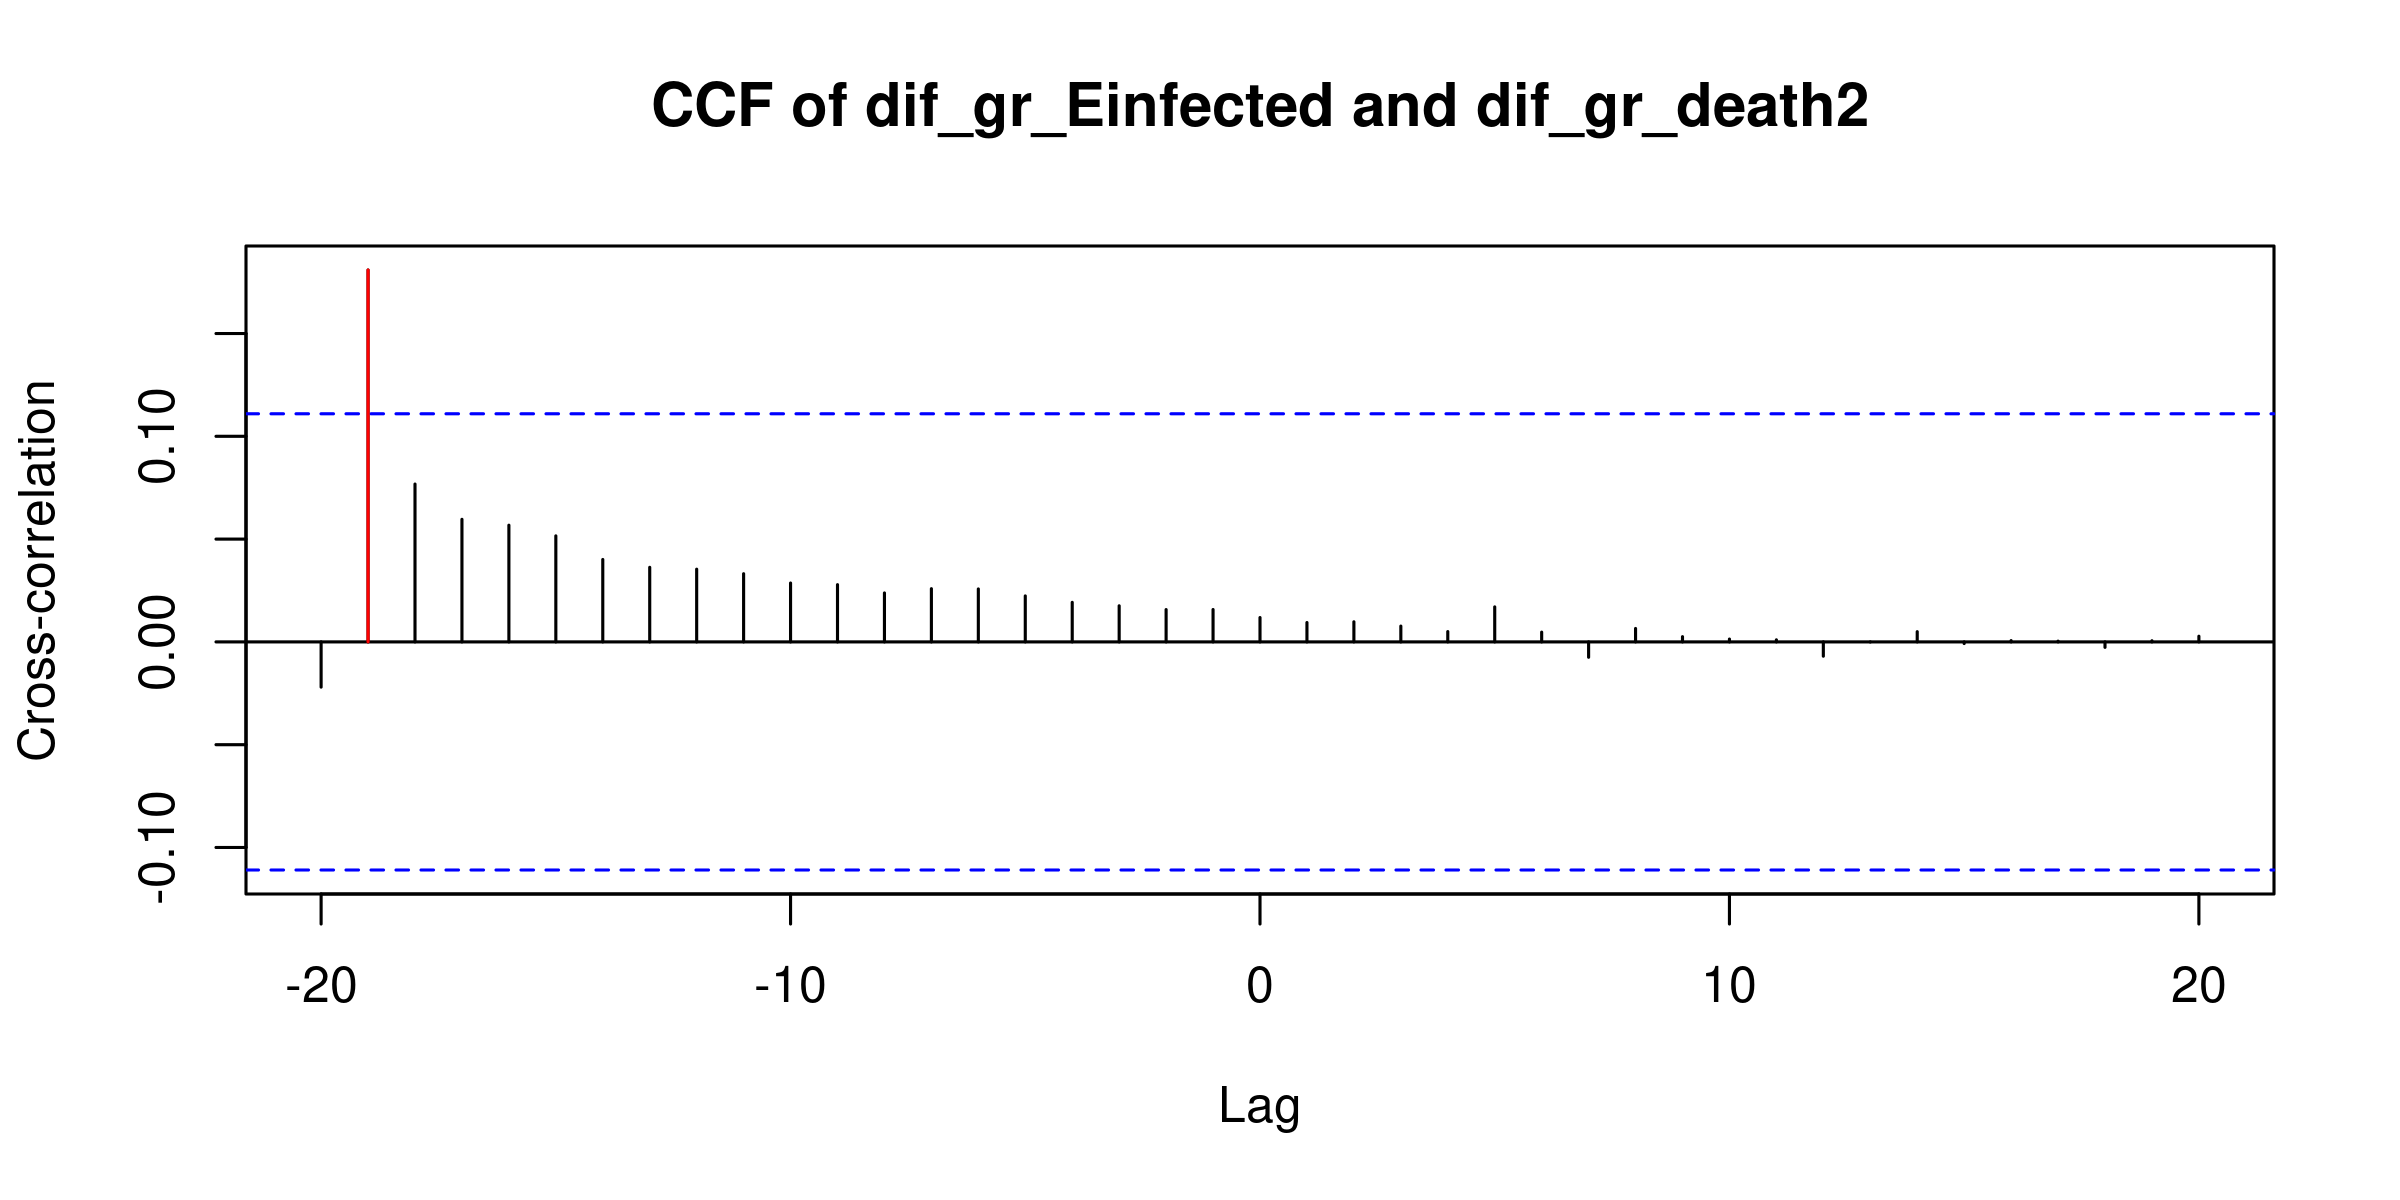 CCF of dif_gr_Einfected and dif_gr_death2
Cross-correlation
0.10
0.00
-0.10
-20 -10 0 10 20
Lag